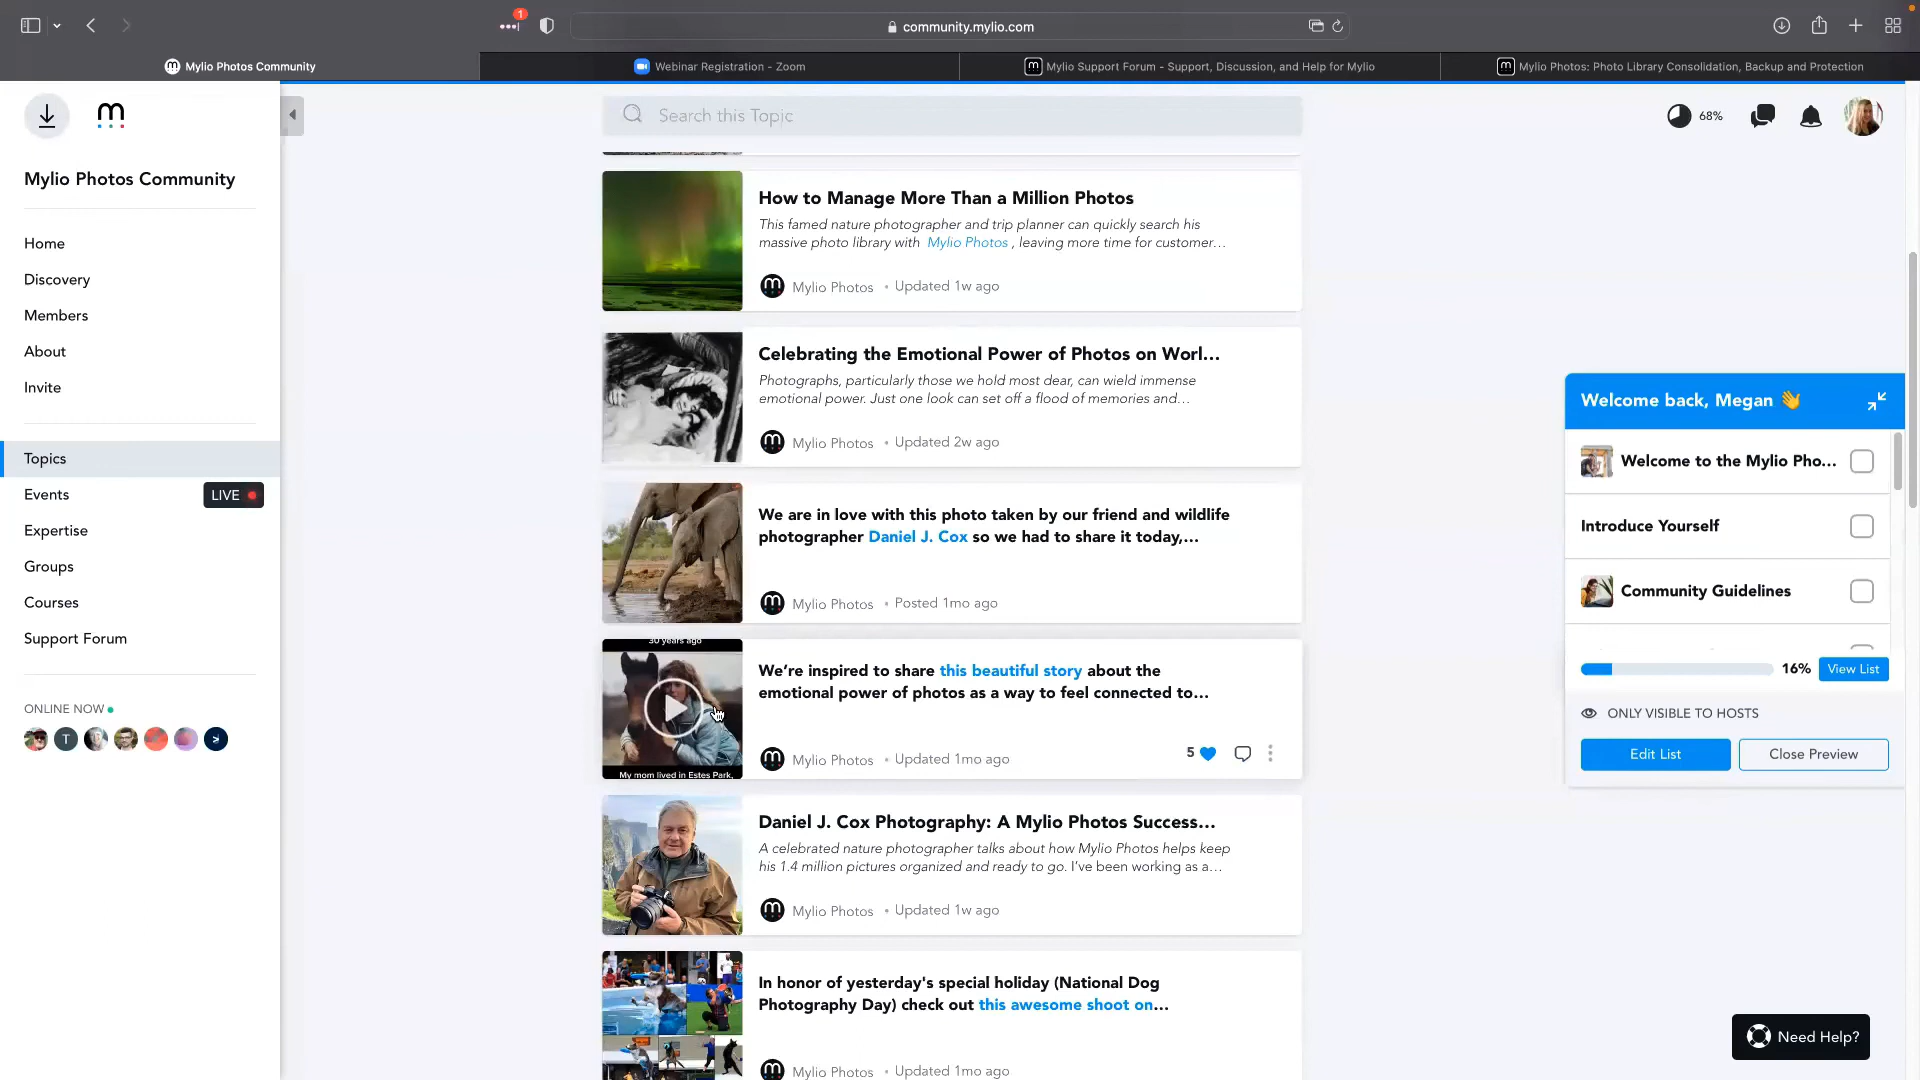 1
community.mylio.com
Mylio Photos Community
Webinar Registration - Zoom
Mylio Support Forum - Support, Discussion, and Help for Mylio
Mylio Photos: Photo Library Consolidation, Backup and Protection
m
Mylio Photos Community
Home
Discovery
Members
About
Invite
Topics
Events
LIVE
Expertise
Groups
Courses
Support Forum
ONLINE NOW
T
Search this Topic
68%
How to Manage More Than a Million Photos
This famed nature photographer and trip planner can quickly search his
massive photo library with Mylio Photos , leaving more time for customer…
Mylio Photos • Updated 1w ago
Celebrating the Emotional Power of Photos on Worl…
Photographs, particularly those we hold most dear, can wield immense
emotional power. Just one look can set off a flood of memories and…
Mylio Photos • Updated 2w ago
We are in love with this photo taken by our friend and wildlife
photographer Daniel J. Cox so we had to share it today,…
Mylio Photos • Posted 1mo ago
30 years ago
My mom lived in Estes Park,
We’re inspired to share this beautiful story about the
emotional power of photos as a way to feel connected to…
Mylio Photos • Updated 1mo ago
5
Daniel J. Cox Photography: A Mylio Photos Success…
A celebrated nature photographer talks about how Mylio Photos helps keep
his 1.4 million pictures organized and ready to go. I’ve been working as a…
Mylio Photos • Updated 1w ago
In honor of yesterday's special holiday (National Dog
Photography Day) check out this awesome shoot on…
Mylio Photos • Updated 1mo ago
Welcome back, Megan 👋
Welcome to the Mylio Pho…
Introduce Yourself
Community Guidelines
16%
View List
ONLY VISIBLE TO HOSTS
Edit List
Close Preview
Need Help?